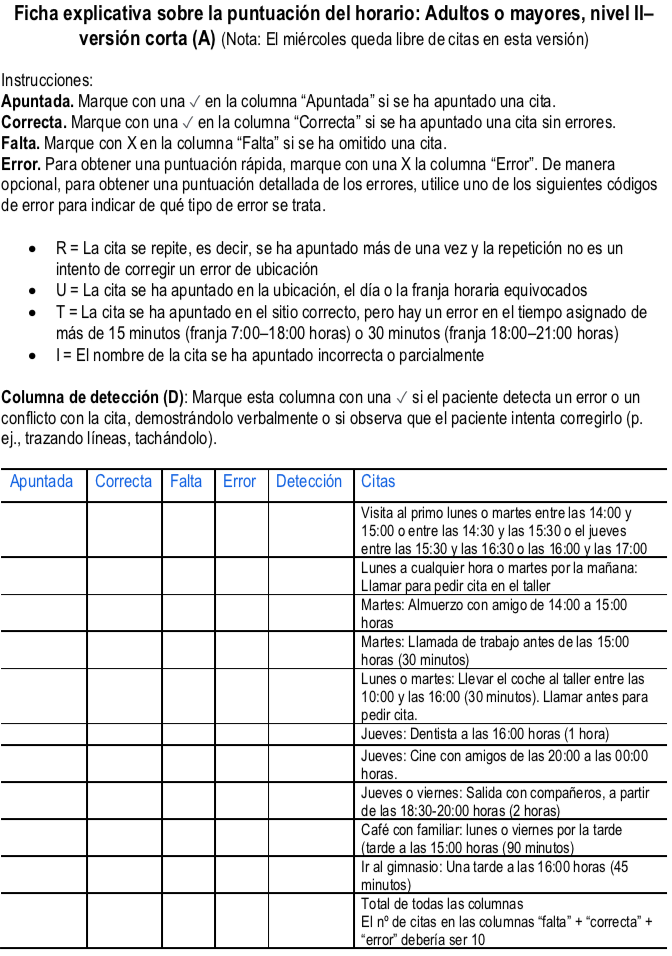 Ficha explicativa sobre la puntuación del horario: Adultos o mayores, nivel II–
versión corta (A) (Nota: El miércoles queda libre de citas en esta versión)
Instrucciones:
Apuntada. Marque con una ✓ en la columna “Apuntada” si se ha apuntado una cita.
Correcta. Marque con una ✓ en la columna “Correcta” si se ha apuntado una cita sin errores.
Falta. Marque con X en la columna “Falta” si se ha omitido una cita.
Error. Para obtener una puntuación rápida, marque con una X la columna “Error”. De manera
opcional, para obtener una puntuación detallada de los errores, utilice uno de los siguientes códigos
de error para indicar de qué tipo de error se trata.
• R = La cita se repite, es decir, se ha apuntado más de una vez y la repetición no es un
intento de corregir un error de ubicación
• U = La cita se ha apuntado en la ubicación, el día o la franja horaria equivocados
• T = La cita se ha apuntado en el sitio correcto, pero hay un error en el tiempo asignado de
más de 15 minutos (franja 7:00–18:00 horas) o 30 minutos (franja 18:00–21:00 horas)
• I = El nombre de la cita se ha apuntado incorrecta o parcialmente
Columna de detección (D): Marque esta columna con una ✓ si el paciente detecta un error o un
conflicto con la cita, demostrándolo verbalmente o si observa que el paciente intenta corregirlo (p.
ej., trazando líneas, tachándolo).
Apuntada Correcta Falta Error Detección Citas
Visita al primo lunes o martes entre las 14:00 y
15:00 o entre las 14:30 y las 15:30 o el jueves
entre las 15:30 y las 16:30 o las 16:00 y las 17:00
Lunes a cualquier hora o martes por la mañana:
Llamar para pedir cita en el taller
Martes: Almuerzo con amigo de 14:00 a 15:00
horas
Martes: Llamada de trabajo antes de las 15:00
horas (30 minutos)
Lunes o martes: Llevar el coche al taller entre las
10:00 y las 16:00 (30 minutos). Llamar antes para
pedir cita.
Jueves: Dentista a las 16:00 horas (1 hora)
Jueves: Cine con amigos de las 20:00 a las 00:00
horas.
Jueves o viernes: Salida con compañeros, a partir
de las 18:30-20:00 horas (2 horas)
Café con familiar: lunes o viernes por la tarde
(tarde a las 15:00 horas (90 minutos)
Ir al gimnasio: Una tarde a las 16:00 horas (45
minutos)
Total de todas las columnas
El nº de citas en las columnas “falta” + “correcta” +
“error” debería ser 10